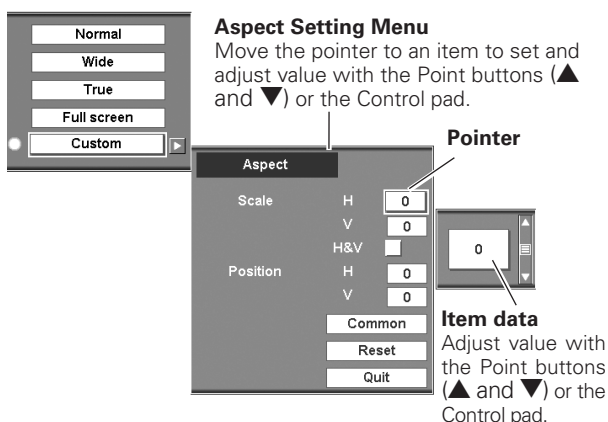 Normal
Wide
True
Full screen
Custom
Aspect Setting Menu
Move the pointer to an item to set and
adjust value with the Point buttons (▲
and ▼) or the Control pad.
Pointer
Aspect
Scale H 0
V 0
H&V
Position H 0
V 0
Common
Reset
Quit
0
Item data
Adjust value with
the Point buttons
(▲ and ▼) or the
Control pad.